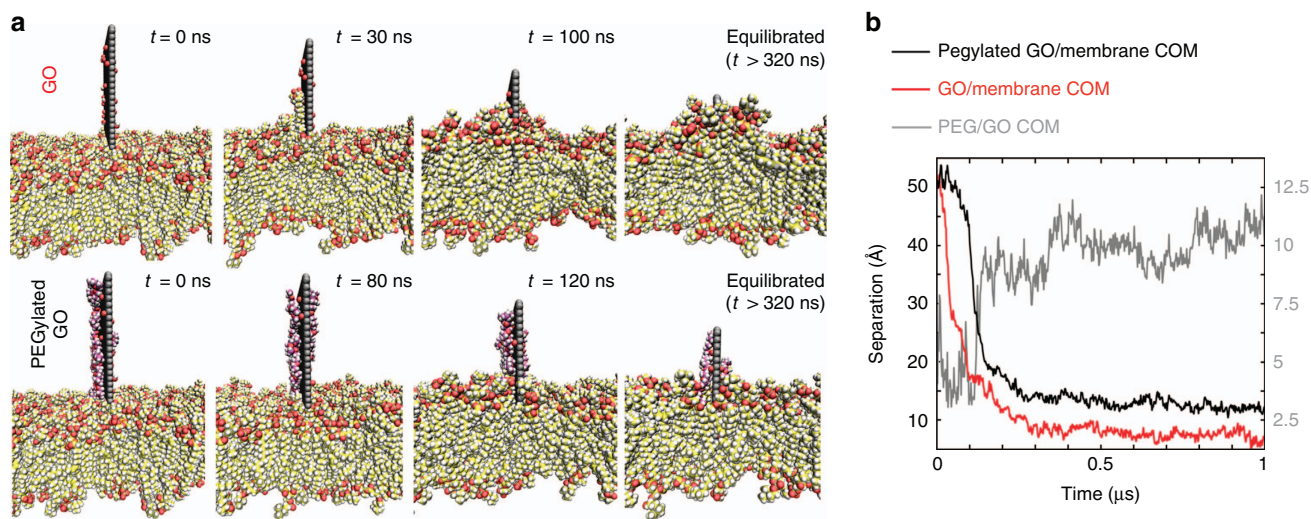 a
GO
t = 0 ns
t = 30 ns
t = 100 ns
Equilibrated
(t > 320 ns)
PEGylated
GO
t = 0 ns
t = 80 ns
t = 120 ns
Equilibrated
(t > 320 ns)
b
Pegylated GO/membrane COM
GO/membrane COM
PEG/GO COM
Separation (Å)
50
40
30
20
10
12.5
10
7.5
5
2.5
0
0.5
1
Time (μs)